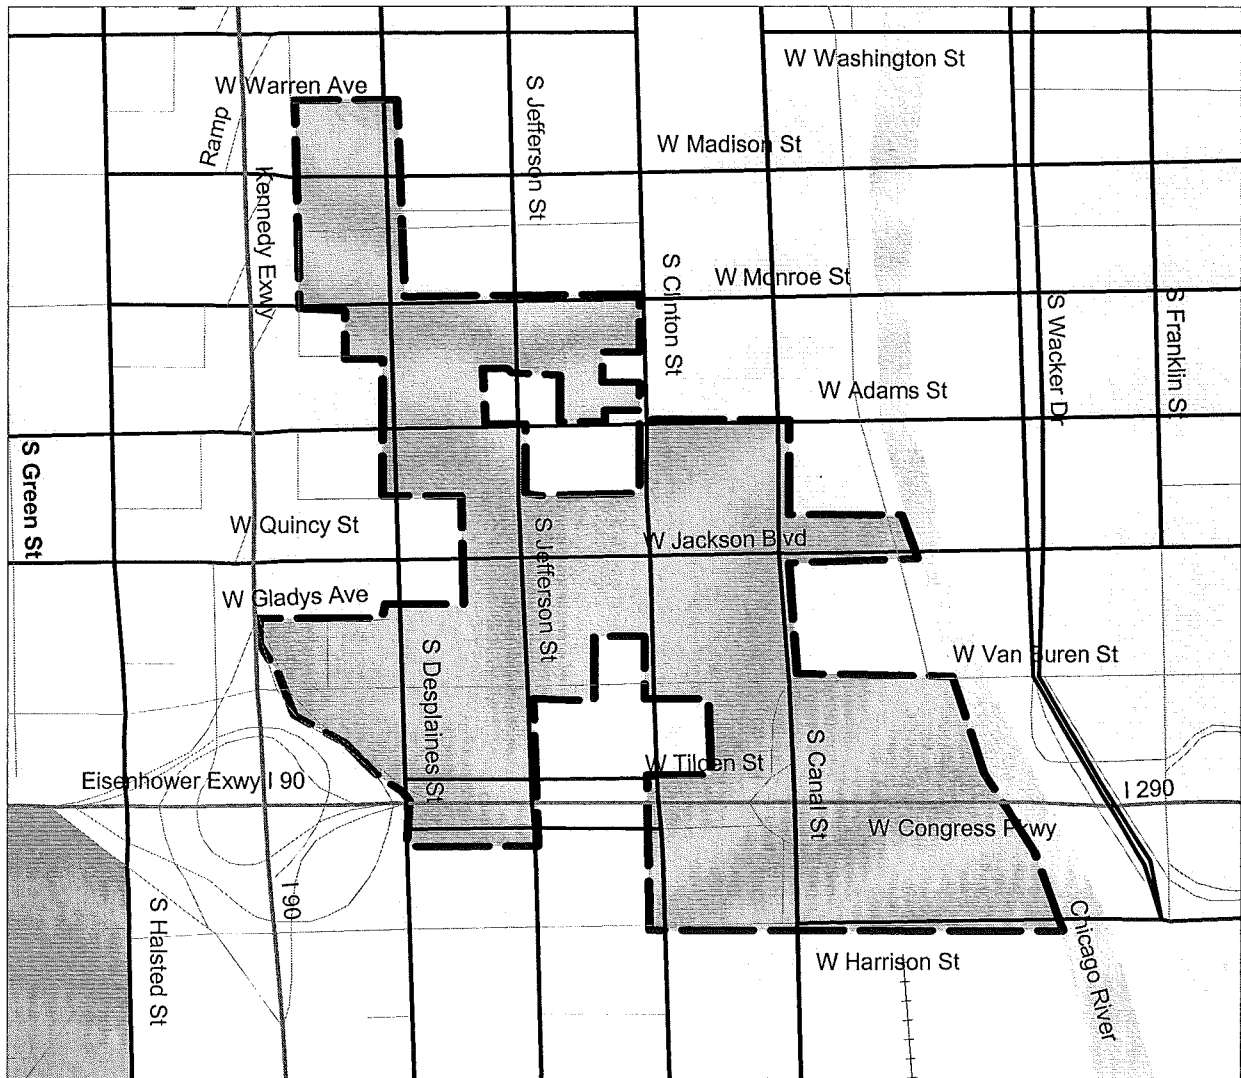 W Washington St
W Warren Ave
S Jefferson St
Ramp
W Madison St
Kennedy Exwy
S Clinton St
W Monroe St
S Wacker Dr
S Franklin S
W Adams St
S Green St
W Quincy St
S Jefferson St
W Jackson Blvd
W Gladys Ave
S Desplaines St
W Van Buren St
S Canal St
W Tilden St
Eisenhower Exwy I 90
I 290
W Congress Pkwy
I 90
S Halsted St
Chicago River
W Harrison St